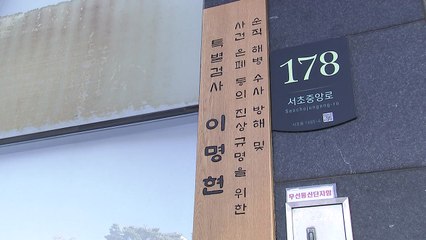 순직 해병 수사 방해 및
사건 은폐 등의 진상규명을 위한
특별검사 이명현
178
서초중앙로
Seochojungang-ro
무선통신단자함